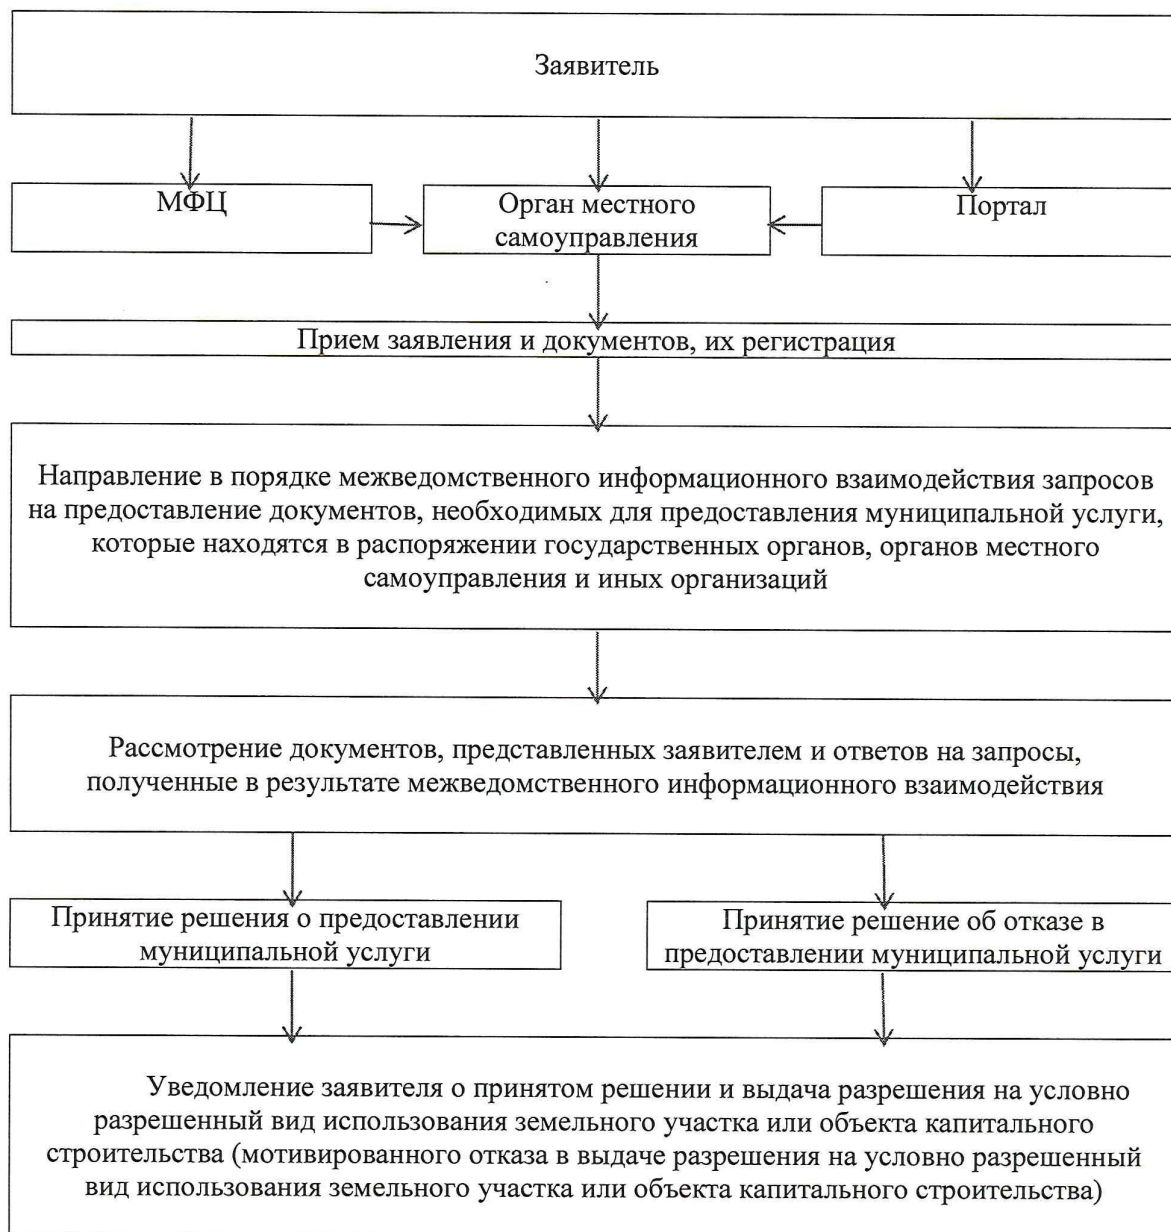 Заявитель
МФЦ
Орган местного
самоуправления
Портал
Прием заявления и документов, их регистрация
Направление в порядке межведомственного информационного взаимодействия запросов
на предоставление документов, необходимых для предоставления муниципальной услуги,
которые находятся в распоряжении государственных органов, органов местного
самоуправления и иных организаций
Рассмотрение документов, представленных заявителем и ответов на запросы,
полученные в результате межведомственного информационного взаимодействия
Принятие решения о предоставлении
муниципальной услуги
Принятие решение об отказе в
предоставлении муниципальной услуги
Уведомление заявителя о принятом решении и выдача разрешения на условно
разрешенный вид использования земельного участка или объекта капитального
строительства (мотивированного отказа в выдаче разрешения на условно разрешенный
вид использования земельного участка или объекта капитального строительства)